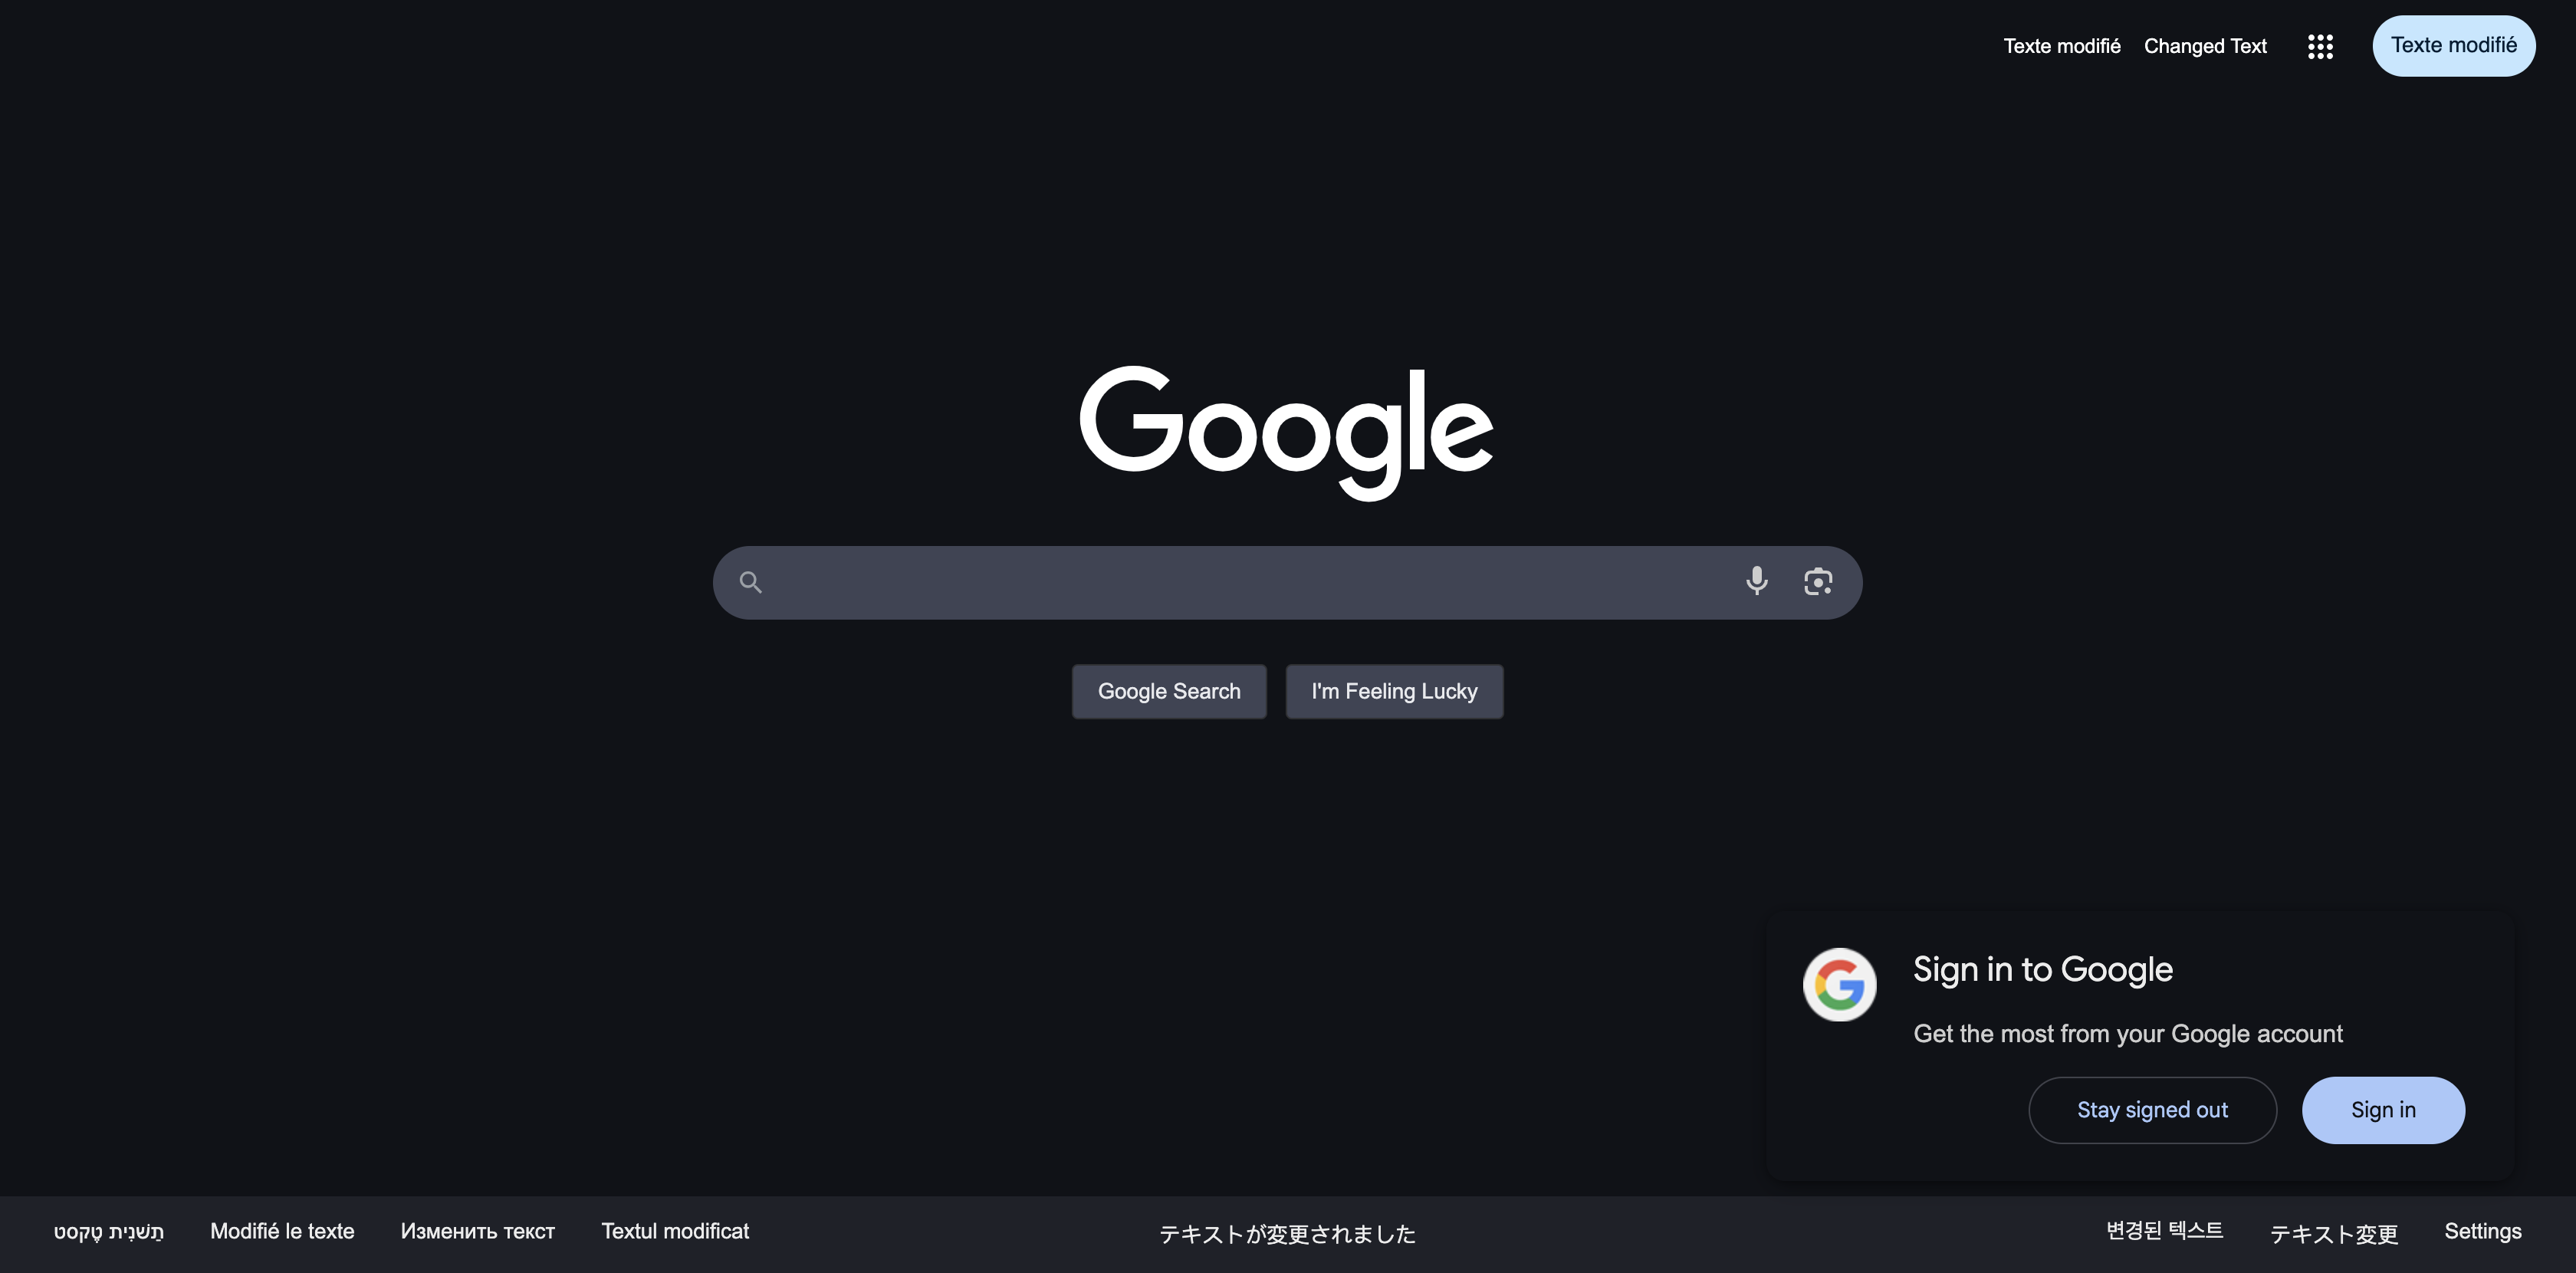 Texte modifié Changed Text Texte modifié
Google
Google Search I'm Feeling Lucky
Sign in to Google
Get the most from your Google account
Stay signed out Sign in
תַשׁנִית טֶקסט Modifié le texte Изменить текст Textul modificat テキストが変更されました 변경된 텍스트 テキスト変更 Settings